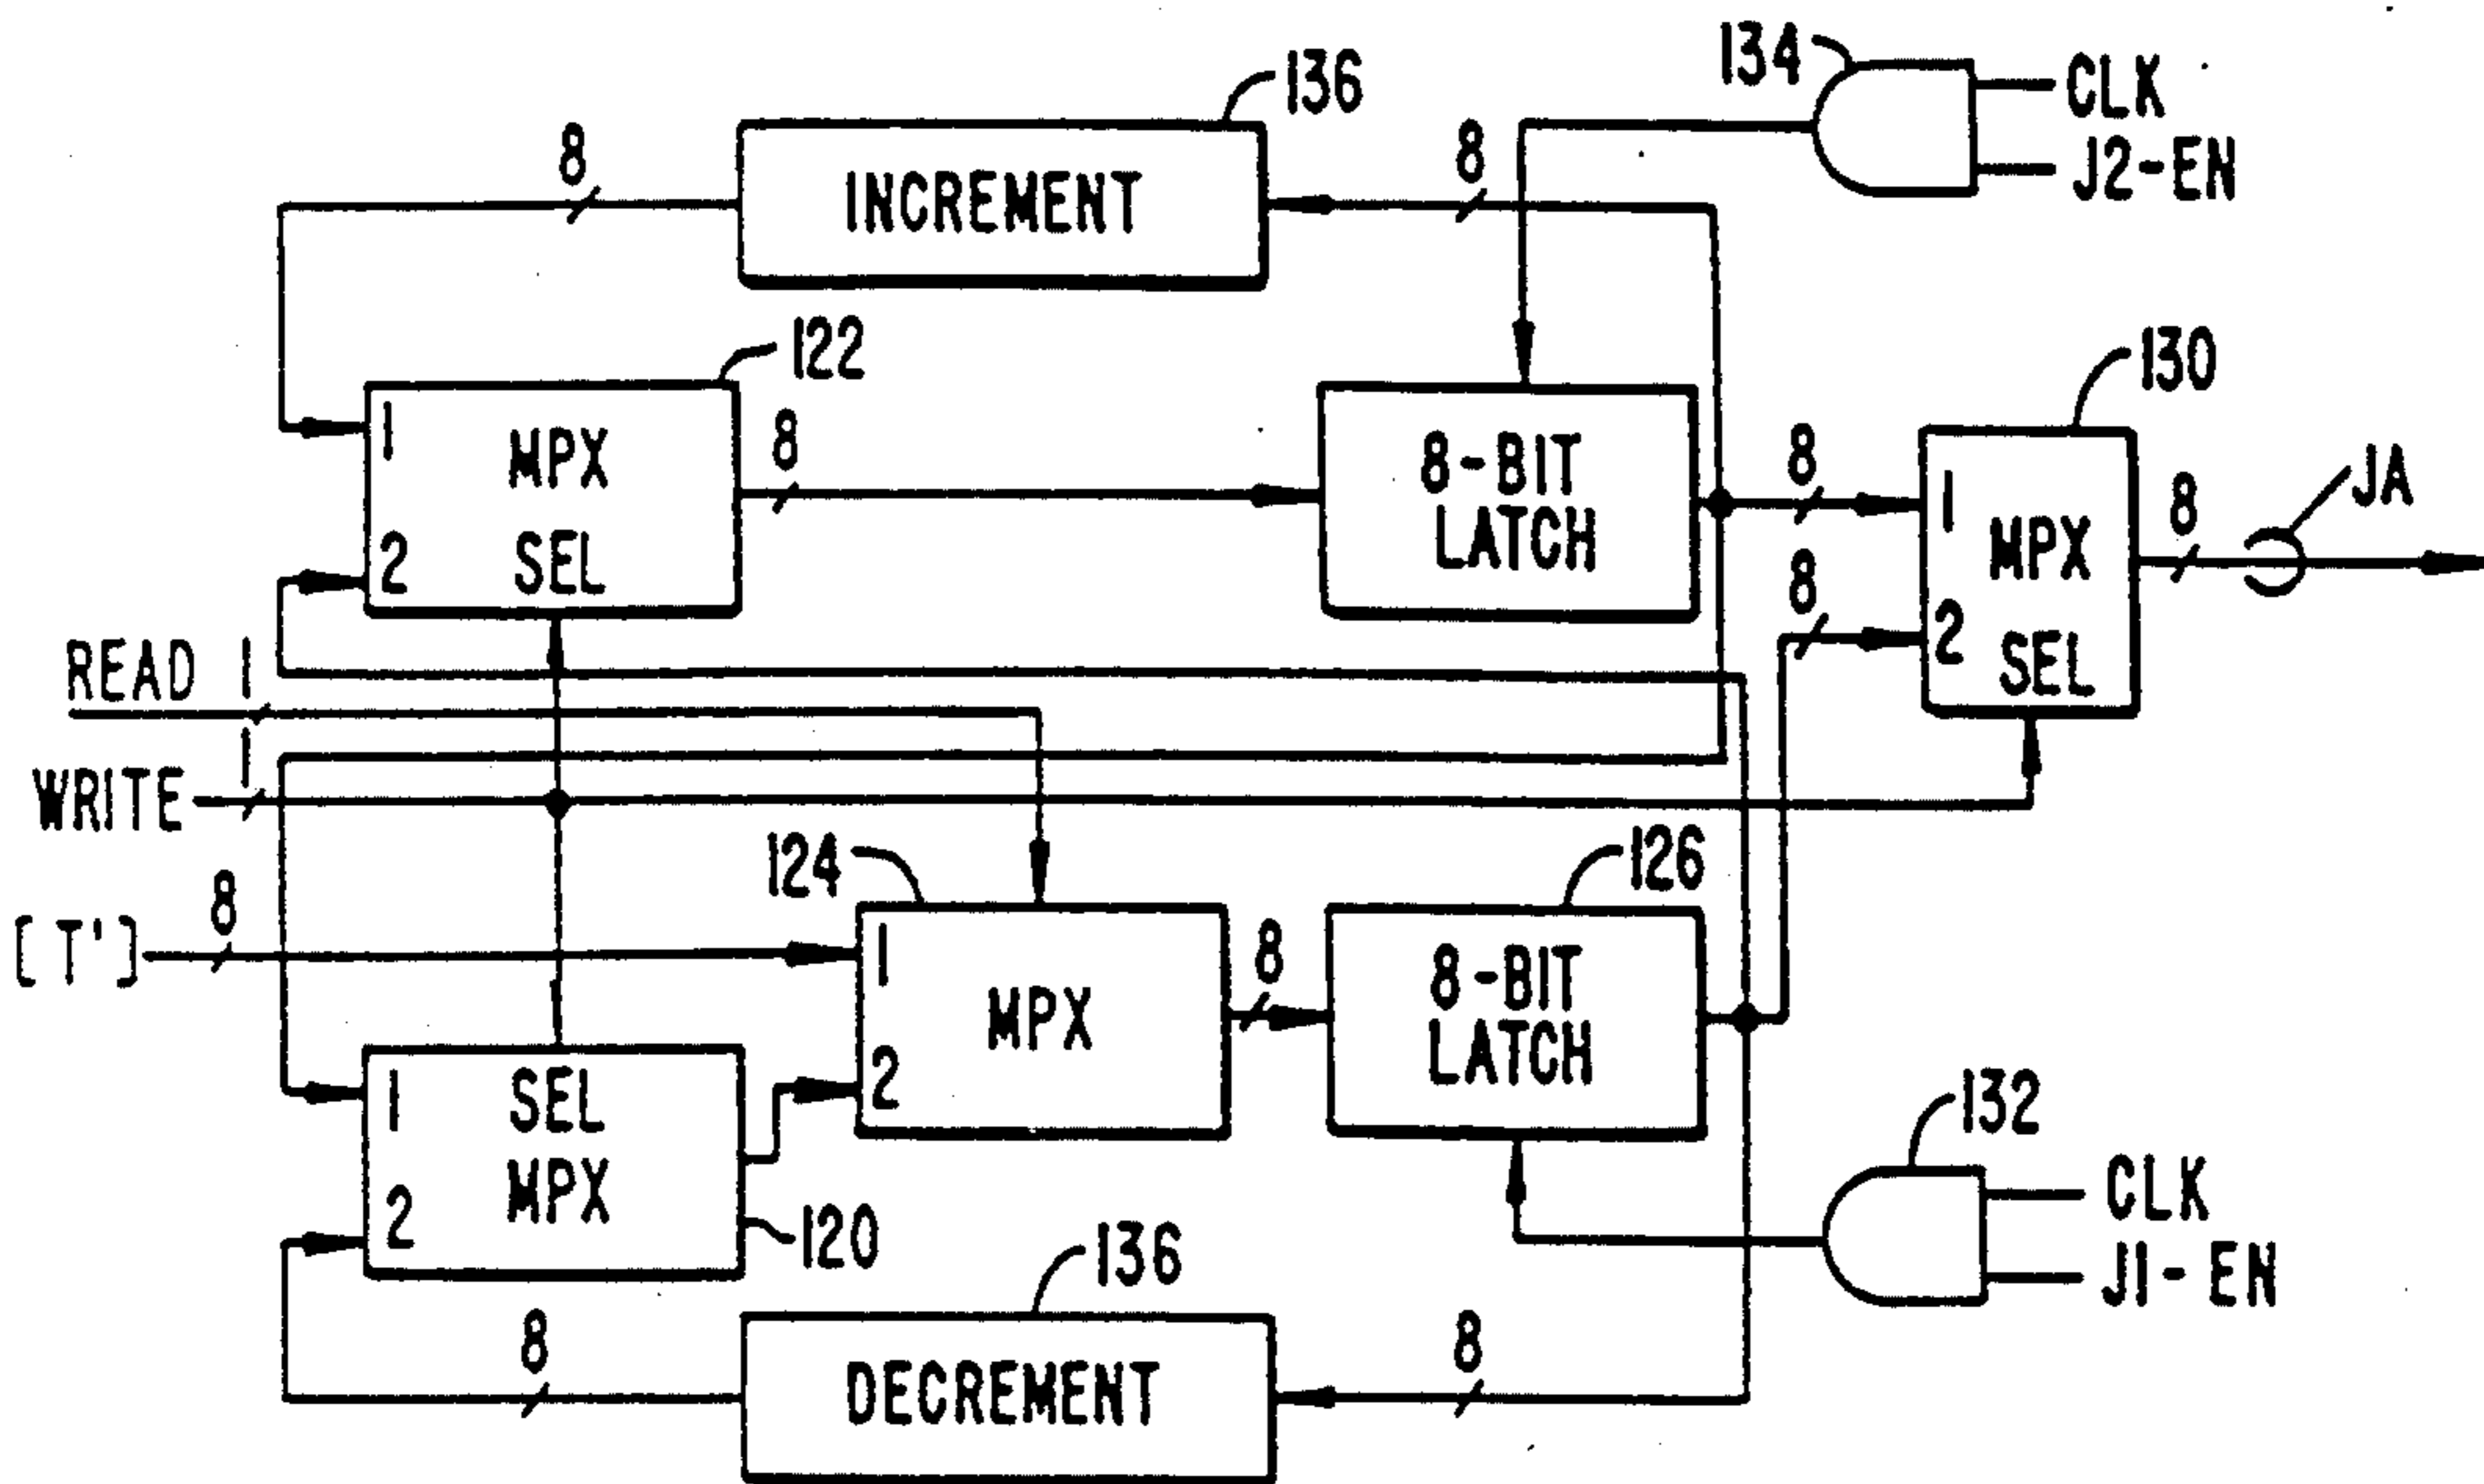 134
CLK
J2-EN
136
8
INCREMENT
8
122
130
1
MPX
SEL
2
8
8-BIT
LATCH
8
8
1
MPX
2
SEL
8
JA
READ 1
WRITE 1
[T']
8
124
126
1
MPX
2
8
8-BIT
LATCH
1
SEL
MPX
2
120
132
CLK
J1-EN
136
8
DECREMENT
8